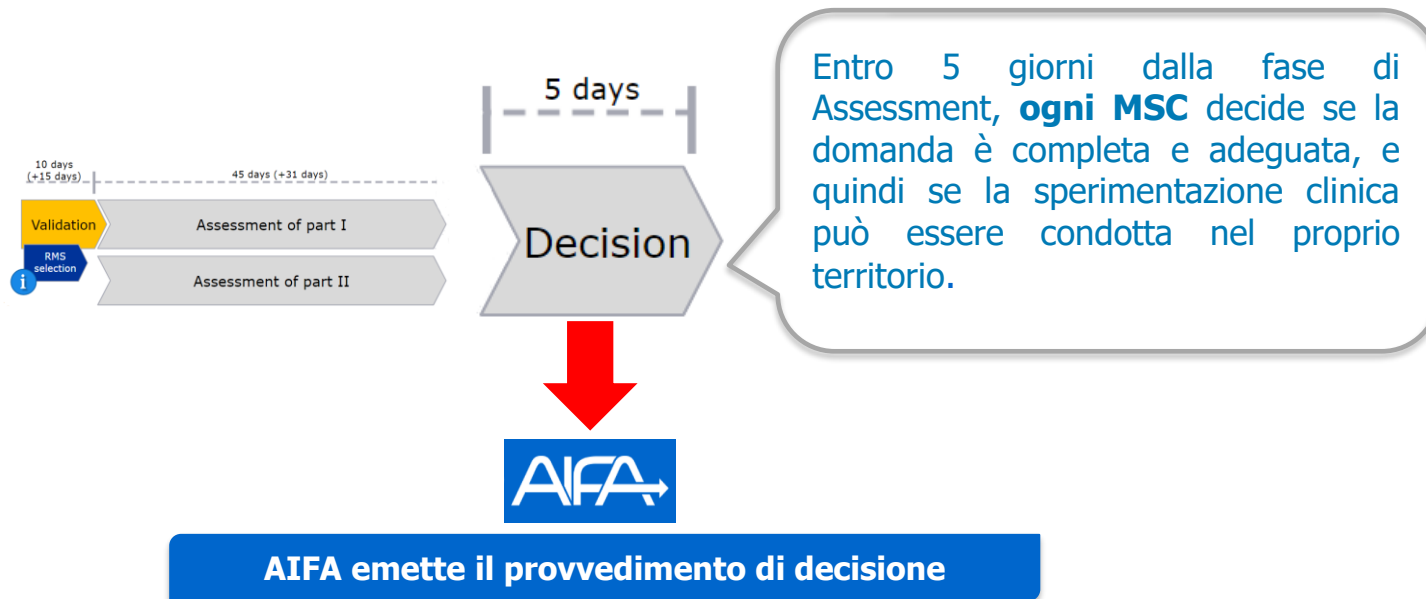 5 days
Entro 5 giorni dalla fase di
Assessment, ogni MSC decide se la
domanda è completa e adeguata, e
quindi se la sperimentazione clinica
può essere condotta nel proprio
territorio.
10 days
(+15 days)
45 days (+31 days)
Validation
Assessment of part I
RMS
selection
i
Assessment of part II
Decision
AIFA
AIFA emette il provvedimento di decisione